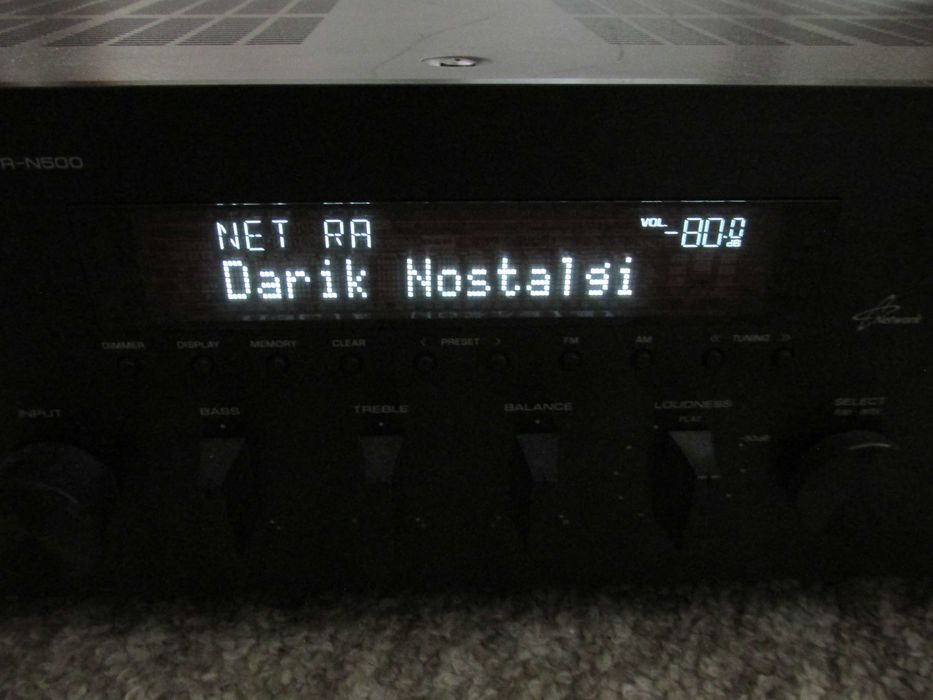 R-N500
NET RA
VOL -80.0 dB
Darik Nostalgi
Network
DIMMER DISPLAY MEMORY CLEAR < PRESET > FM AM << TUNING >>
INPUT BASS TREBLE BALANCE LOUDNESS SELECT
FLAT
-30dB